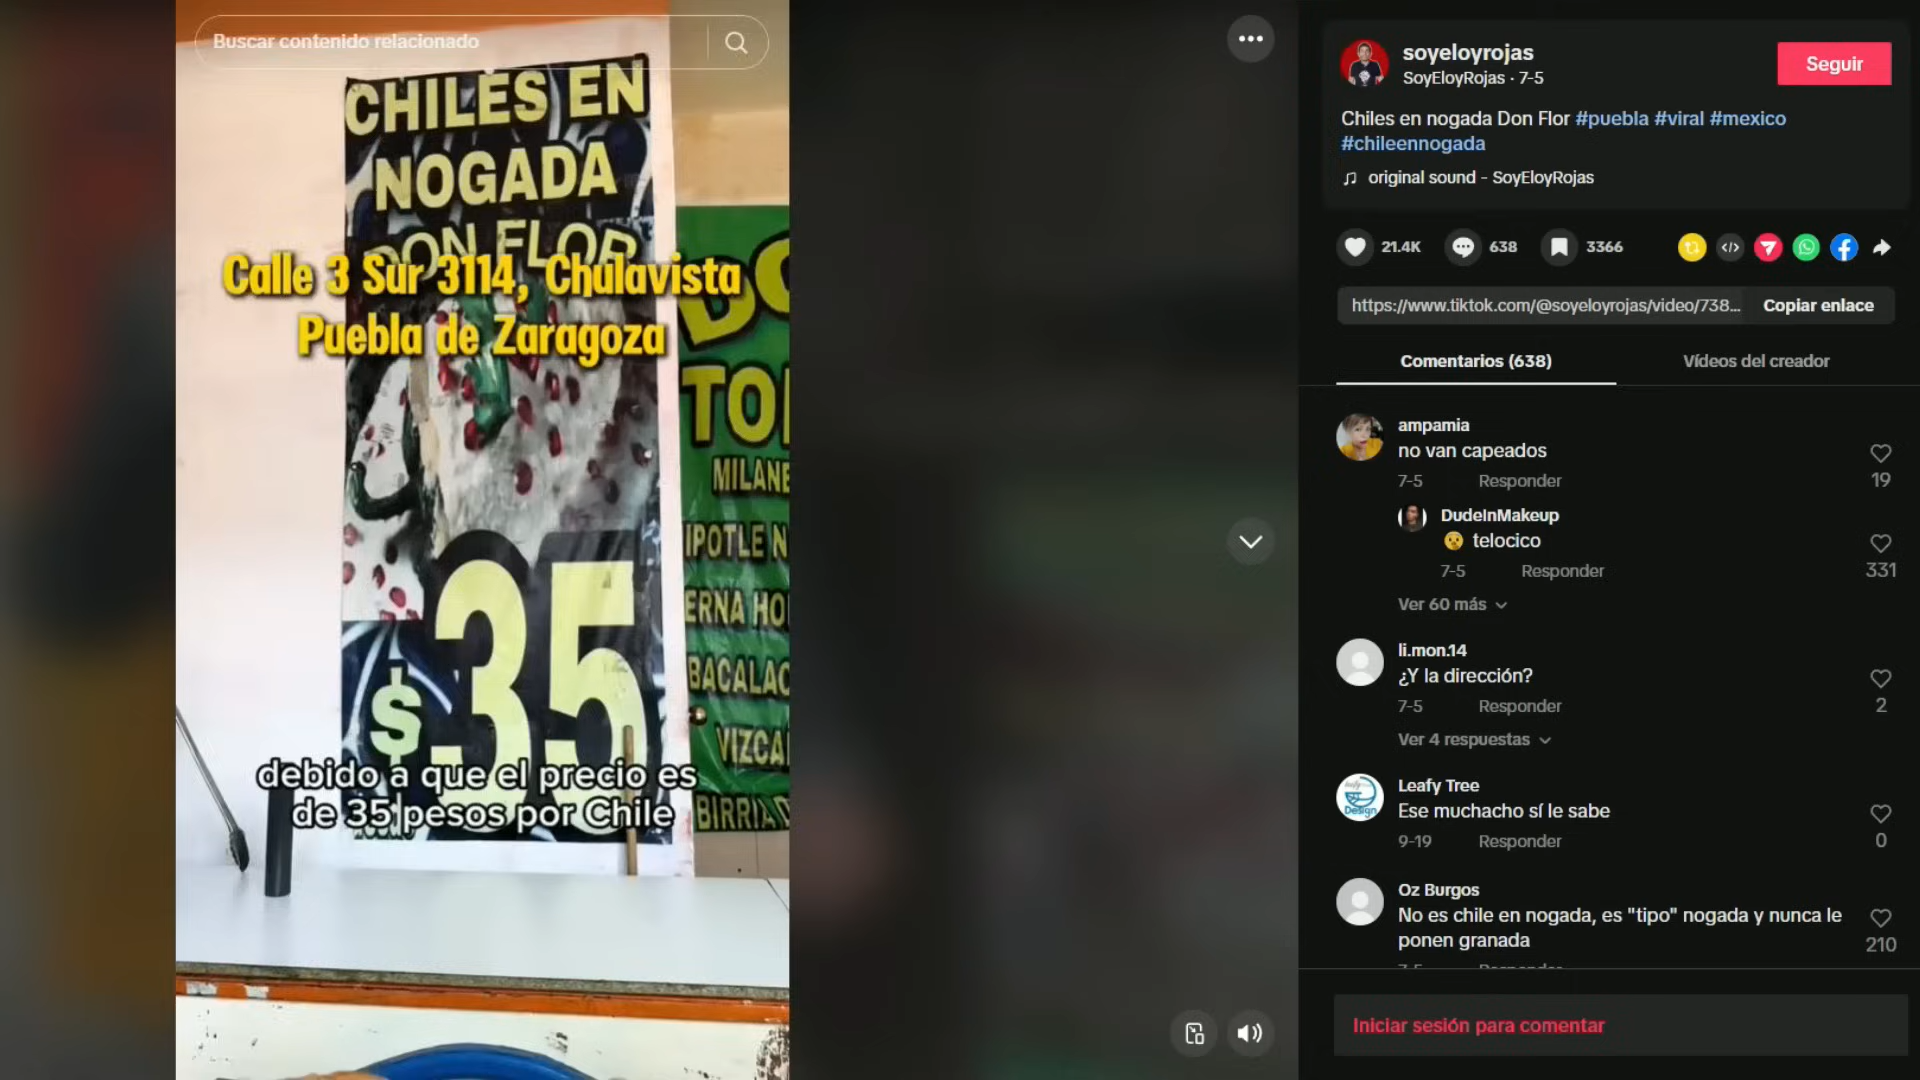 Buscar contenido relacionado
CHILES EN
NOGADA
DON FLOR
Calle 3 Sur 3114, Chulavista
Puebla de Zaragoza
$35
debido a que el precio es
de 35 pesos por Chile
DO
TO
MILANE
IPOTLE N
ERNA HO
BACALAO
VIZCA
BIRRIA D
soyeloyrojas
SoyEloyRojas · 7-5
Seguir
Chiles en nogada Don Flor #puebla #viral #mexico
#chileennogada
original sound - SoyEloyRojas
21.4K
638
3366
https://www.tiktok.com/@soyeloyrojas/video/738...
Copiar enlace
Comentarios (638)
Vídeos del creador
ampamia
no van capeados
7-5 Responder
19
DudeInMakeup
🤫 telocico
7-5 Responder
331
Ver 60 más
li.mon.14
¿Y la dirección?
7-5 Responder
2
Ver 4 respuestas
Leafy Tree
Ese muchacho sí le sabe
9-19 Responder
0
Oz Burgos
No es chile en nogada, es "tipo" nogada y nunca le
ponen granada
210
Iniciar sesión para comentar